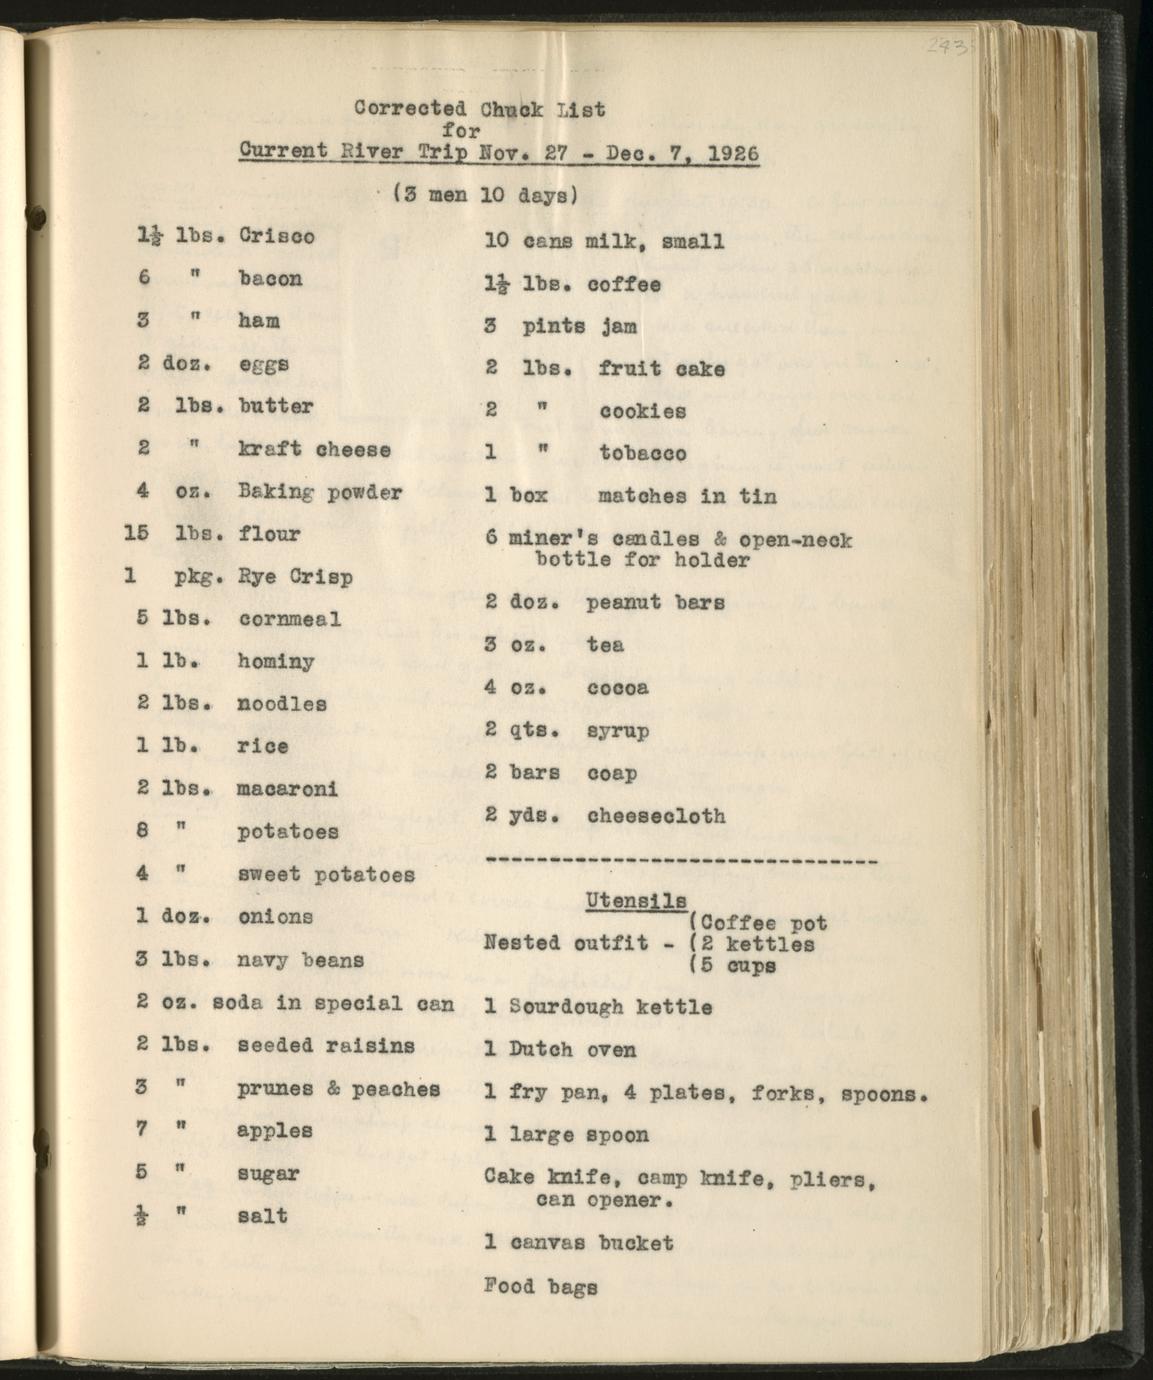 243
Corrected Chuck List
for
Current River Trip Nov. 27 - Dec. 7, 1926
(3 men 10 days)
1½ lbs. Crisco
6 " bacon
3 " ham
2 doz. eggs
2 lbs. butter
2 " kraft cheese
4 oz. Baking powder
15 lbs. flour
1 pkg. Rye Crisp
5 lbs. cornmeal
1 lb. hominy
2 lbs. noodles
1 lb. rice
2 lbs. macaroni
8 " potatoes
4 " sweet potatoes
1 doz. onions
3 lbs. navy beans
2 oz. soda in special can
2 lbs. seeded raisins
3 " prunes & peaches
7 " apples
5 " sugar
½ " salt
10 cans milk, small
1½ lbs. coffee
3 pints jam
2 lbs. fruit cake
2 " cookies
1 " tobacco
1 box matches in tin
6 miner's candles & open-neck
bottle for holder
2 doz. peanut bars
3 oz. tea
4 oz. cocoa
2 qts. syrup
2 bars coap
2 yds. cheesecloth
-------------------------------
Utensils
(Coffee pot
Nested outfit - (2 kettles
(5 cups
1 Sourdough kettle
1 Dutch oven
1 fry pan, 4 plates, forks, spoons.
1 large spoon
Cake knife, camp knife, pliers,
can opener.
1 canvas bucket
Food bags